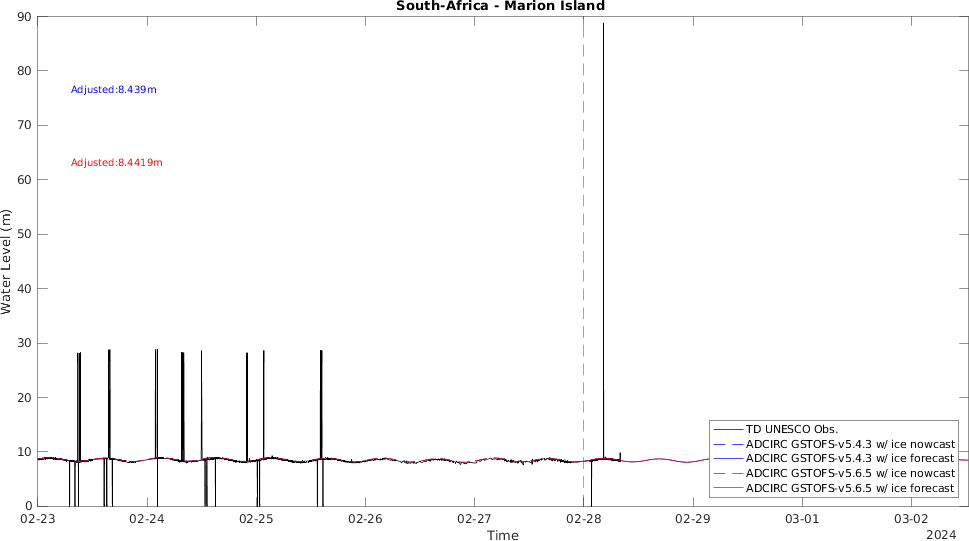 South-Africa - Marion Island
90
80
70
60
50
40
30
20
10
0
Water Level (m)
Adjusted:8.439m
Adjusted:8.4419m
TD UNESCO Obs.
ADCIRC GSTOFS-v5.4.3 w/ ice nowcast
ADCIRC GSTOFS-v5.4.3 w/ ice forecast
ADCIRC GSTOFS-v5.6.5 w/ ice nowcast
ADCIRC GSTOFS-v5.6.5 w/ ice forecast
02-23 02-24 02-25 02-26 02-27 02-28 02-29 03-01 03-02
Time
2024